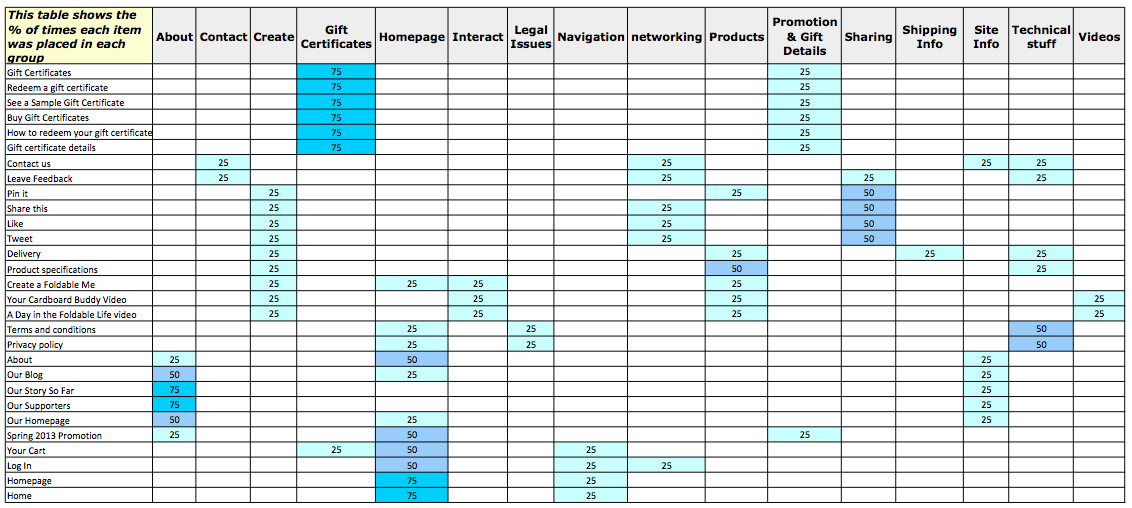 This table shows the
% of times each item
was placed in each
group
About Contact Create Gift Certificates Homepage Interact Legal Issues Navigation networking Products Promotion & Gift Details Sharing Shipping Info Site Info Technical stuff Videos
Gift Certificates 75 25
Redeem a gift certificate 75 25
See a Sample Gift Certificate 75 25
Buy Gift Certificates 75 25
How to redeem your gift certificate 75 25
Gift certificate details 75 25
Contact us 25 25 25 25
Leave Feedback 25 25 25 25
Pin it 25 25 50
Share this 25 25 50
Like 25 25 50
Tweet 25 25 50
Delivery 25 25 25 25
Product specifications 25 50 25
Create a Foldable Me 25 25 25 25
Your Cardboard Buddy Video 25 25 25 25
A Day in the Foldable Life video 25 25 25 25
Terms and conditions 25 25 50
Privacy policy 25 25 50
About 25 50 25
Our Blog 50 25 25
Our Story So Far 75 25
Our Supporters 75 25
Our Homepage 50 25 25
Spring 2013 Promotion 25 50 25
Your Cart 25 50 25
Log In 50 25 25
Homepage 75 25
Home 75 25